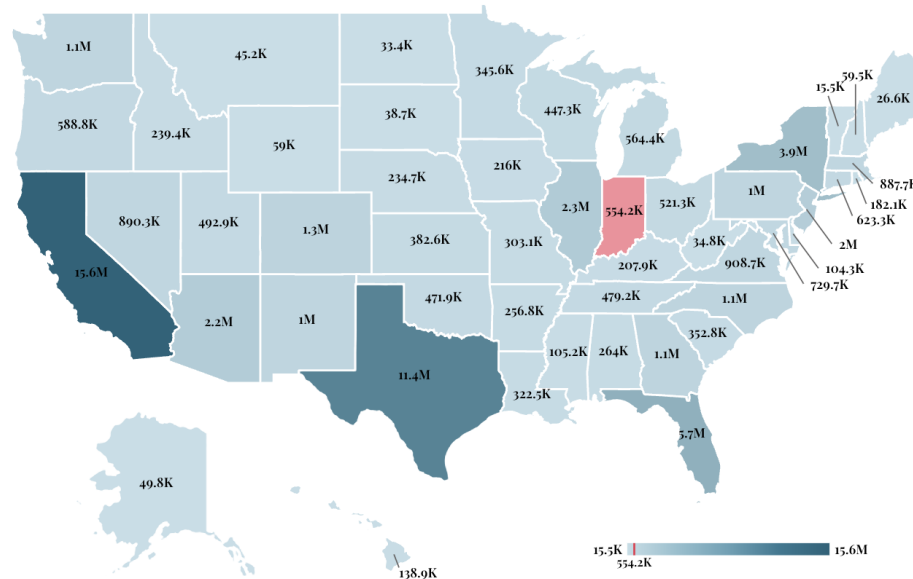 1.1M
45.2K
33.4K
345.6K
15.5K
59.5K
26.6K
588.8K
239.4K
59K
38.7K
447.3K
564.4K
3.9M
887.7K
182.1K
623.3K
234.7K
216K
2.3M
554.2K
521.3K
1M
2M
104.3K
729.7K
890.3K
492.9K
1.3M
382.6K
303.1K
207.9K
34.8K
908.7K
15.6M
2.2M
1M
471.9K
256.8K
479.2K
1.1M
352.8K
11.4M
322.5K
105.2K
264K
1.1M
5.7M
49.8K
138.9K
15.5K
15.6M
554.2K